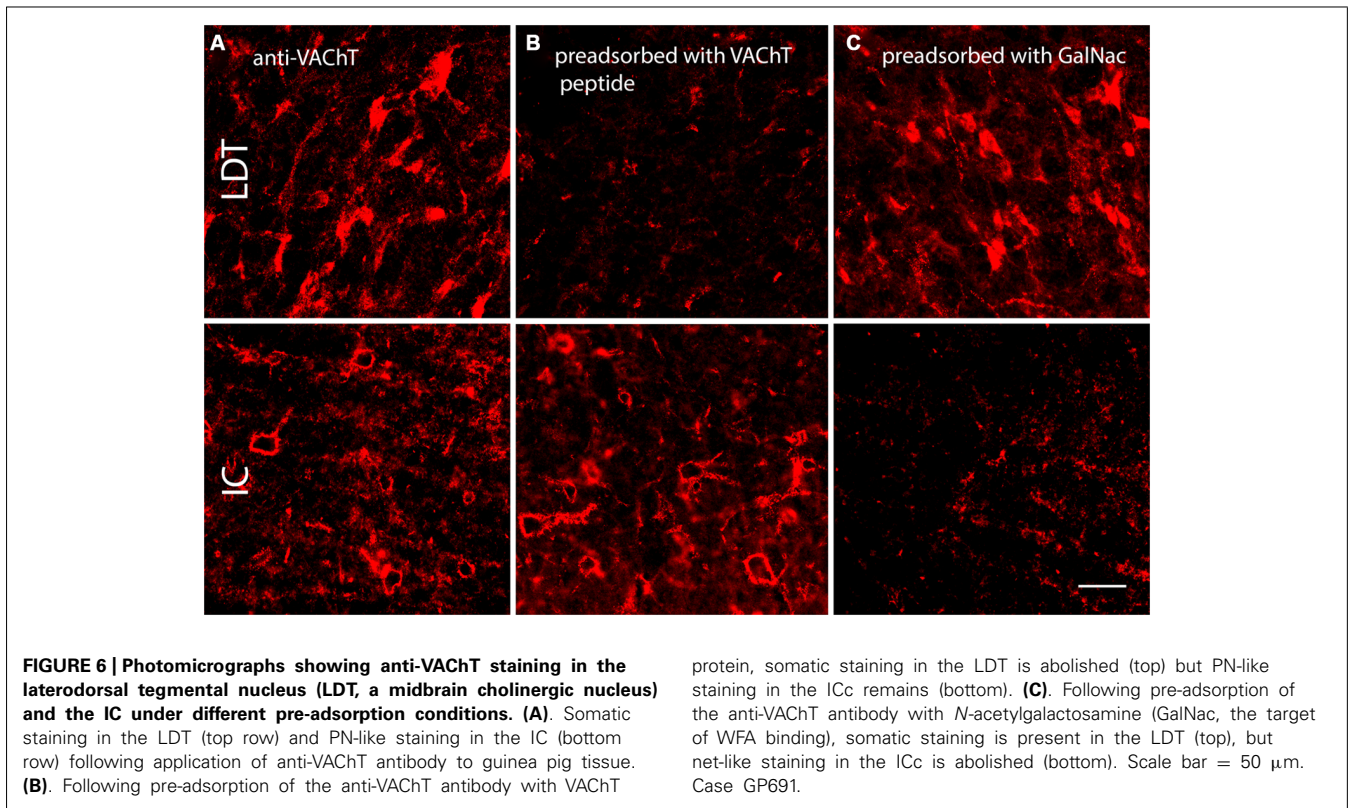 A
anti-VAChT
B
preadsorbed with VAChT
peptide
C
preadsorbed with GalNac
LDT
IC
FIGURE 6 | Photomicrographs showing anti-VAChT staining in the
laterodorsal tegmental nucleus (LDT, a midbrain cholinergic nucleus)
and the IC under different pre-adsorption conditions. (A). Somatic
staining in the LDT (top row) and PN-like staining in the IC (bottom
row) following application of anti-VAChT antibody to guinea pig tissue.
(B). Following pre-adsorption of the anti-VAChT antibody with VAChT
protein, somatic staining in the LDT is abolished (top) but PN-like
staining in the ICc remains (bottom). (C). Following pre-adsorption of
the anti-VAChT antibody with N-acetylgalactosamine (GalNac, the target
of WFA binding), somatic staining is present in the LDT (top), but
net-like staining in the ICc is abolished (bottom). Scale bar = 50 μm.
Case GP691.